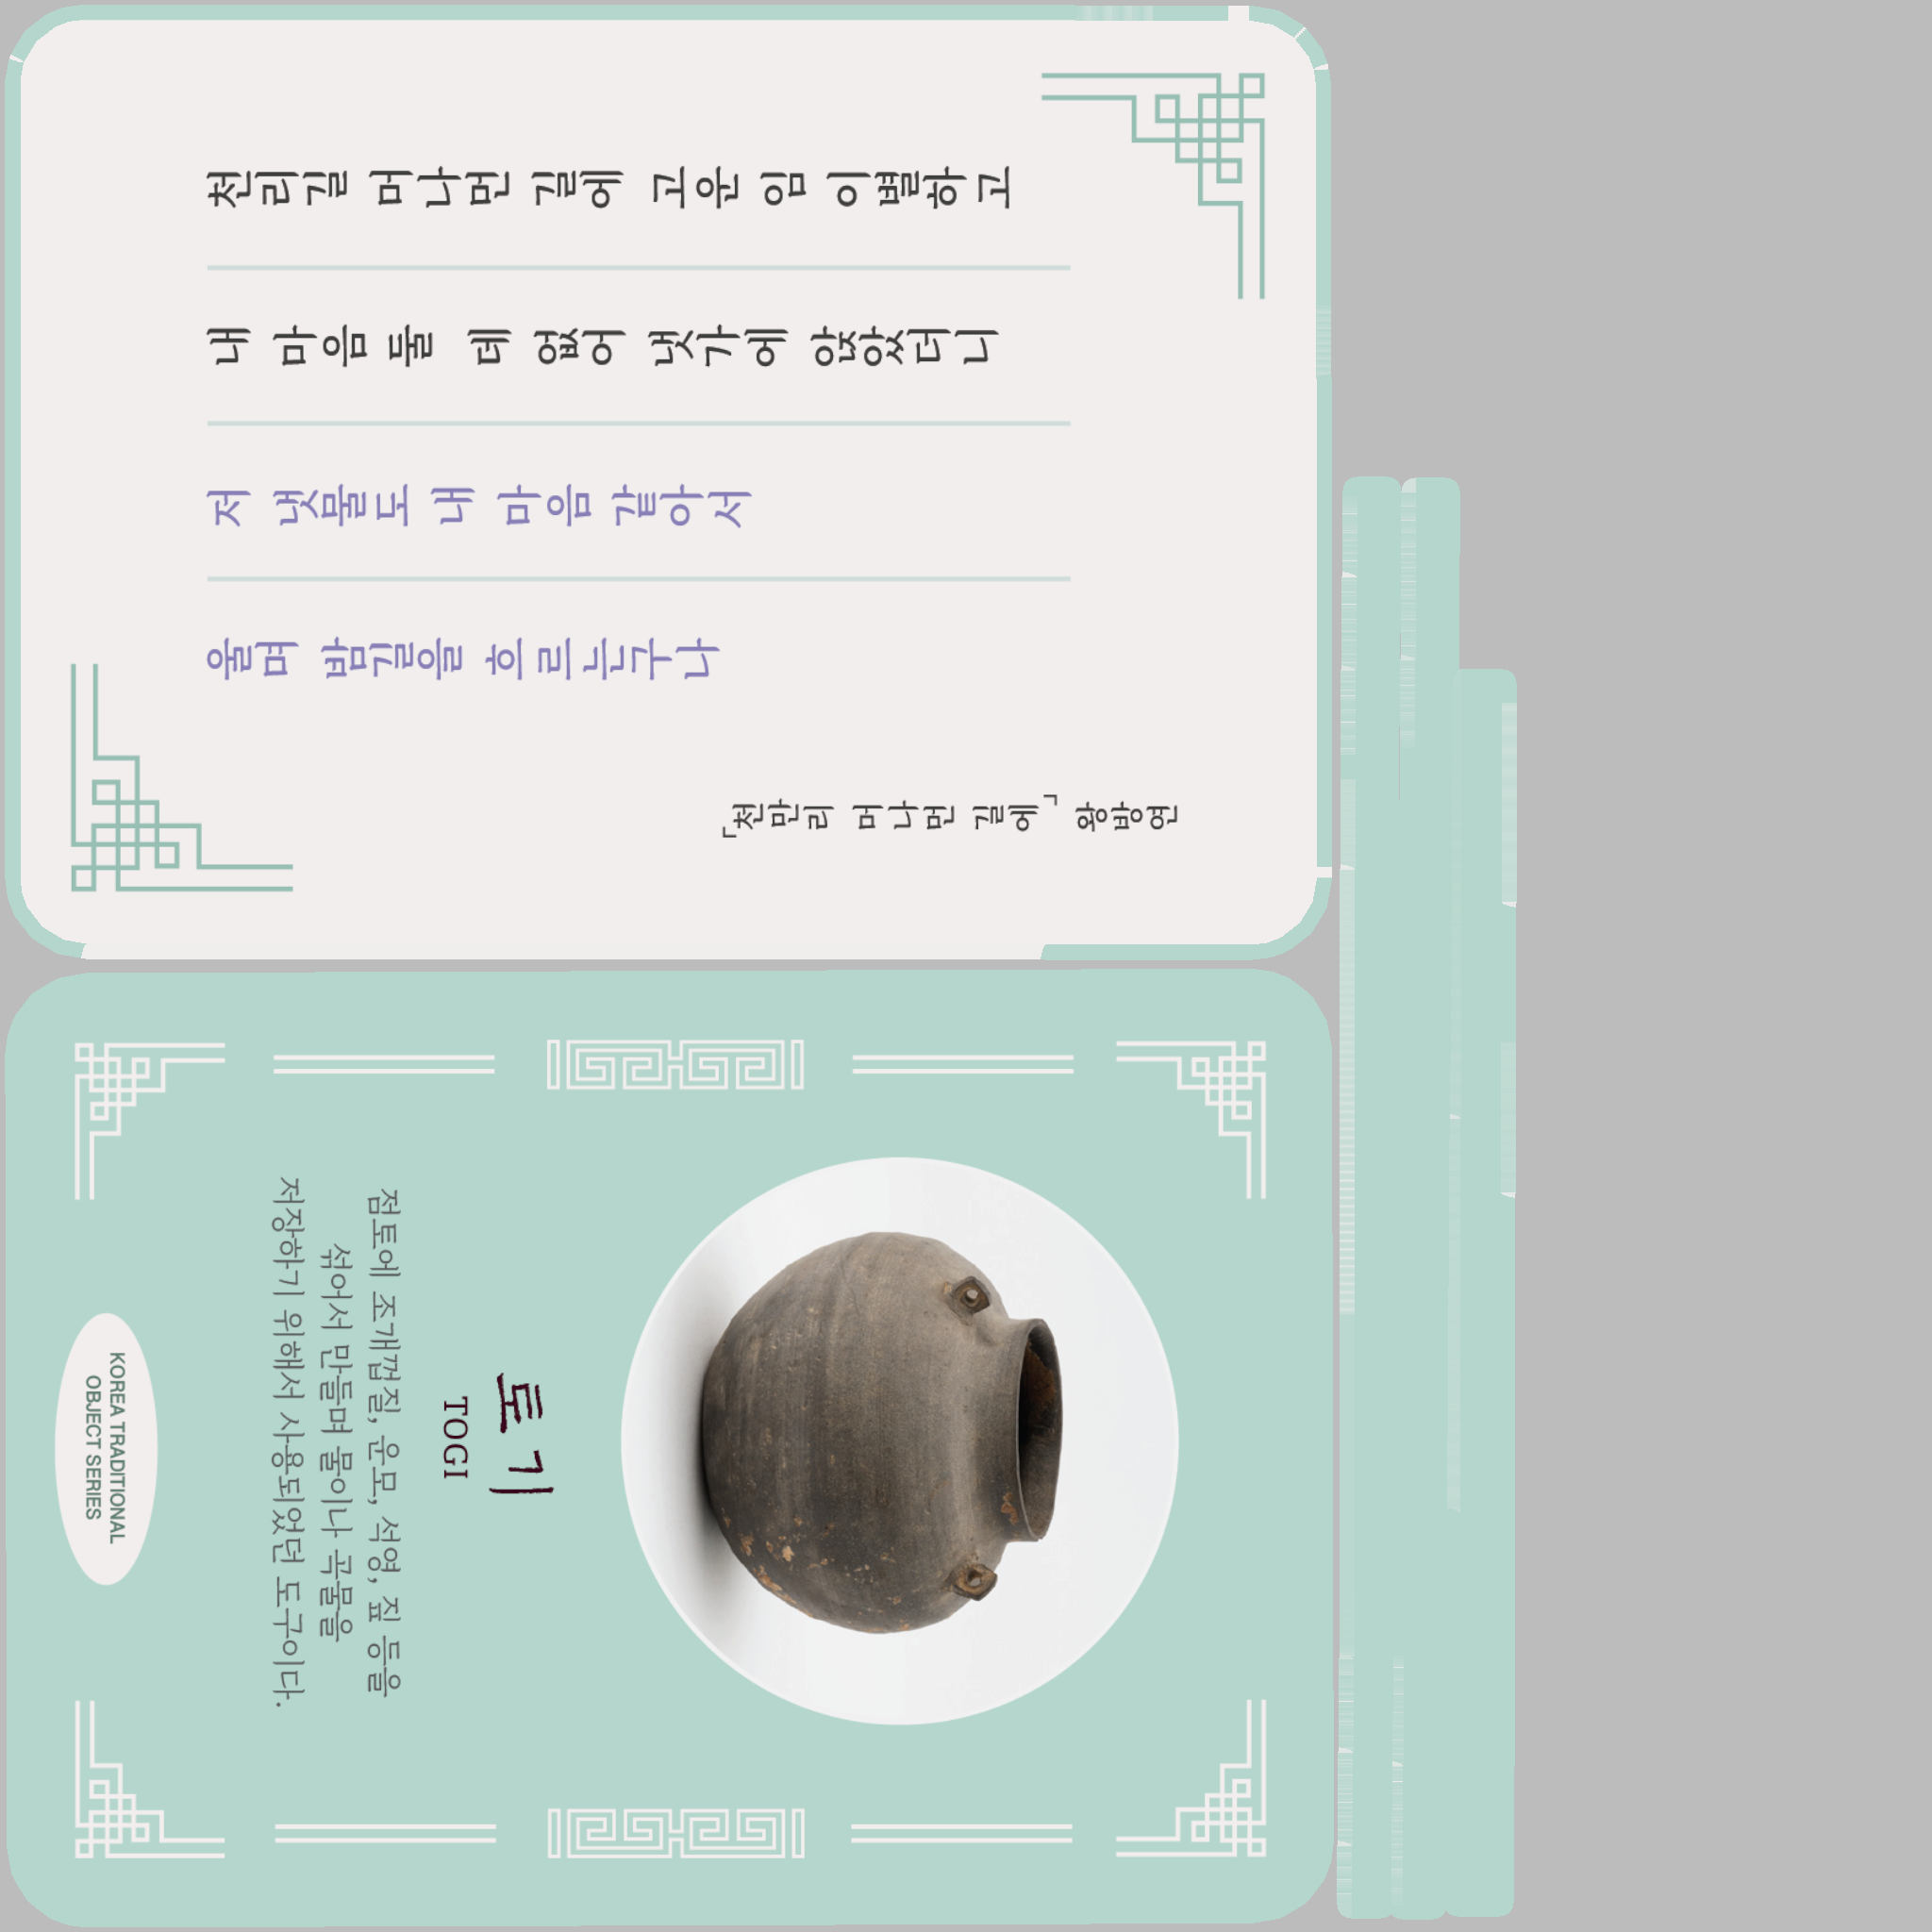 천리길 머나먼 길에 고운 임 이별하고
내 마음 둘 데 없어 냇가에 앉았더니
저 냇물도 내 마음 같아서
울며 밤길을 흐르는구나
「천만리 머나먼 길에」 왕방연
토기
TOGI
점토에 조개껍질, 운모, 석영, 짚 등을
섞어서 만들며 물이나 곡물을
저장하기 위해서 사용되었던 도구이다.
KOREA TRADITIONAL
OBJECT SERIES